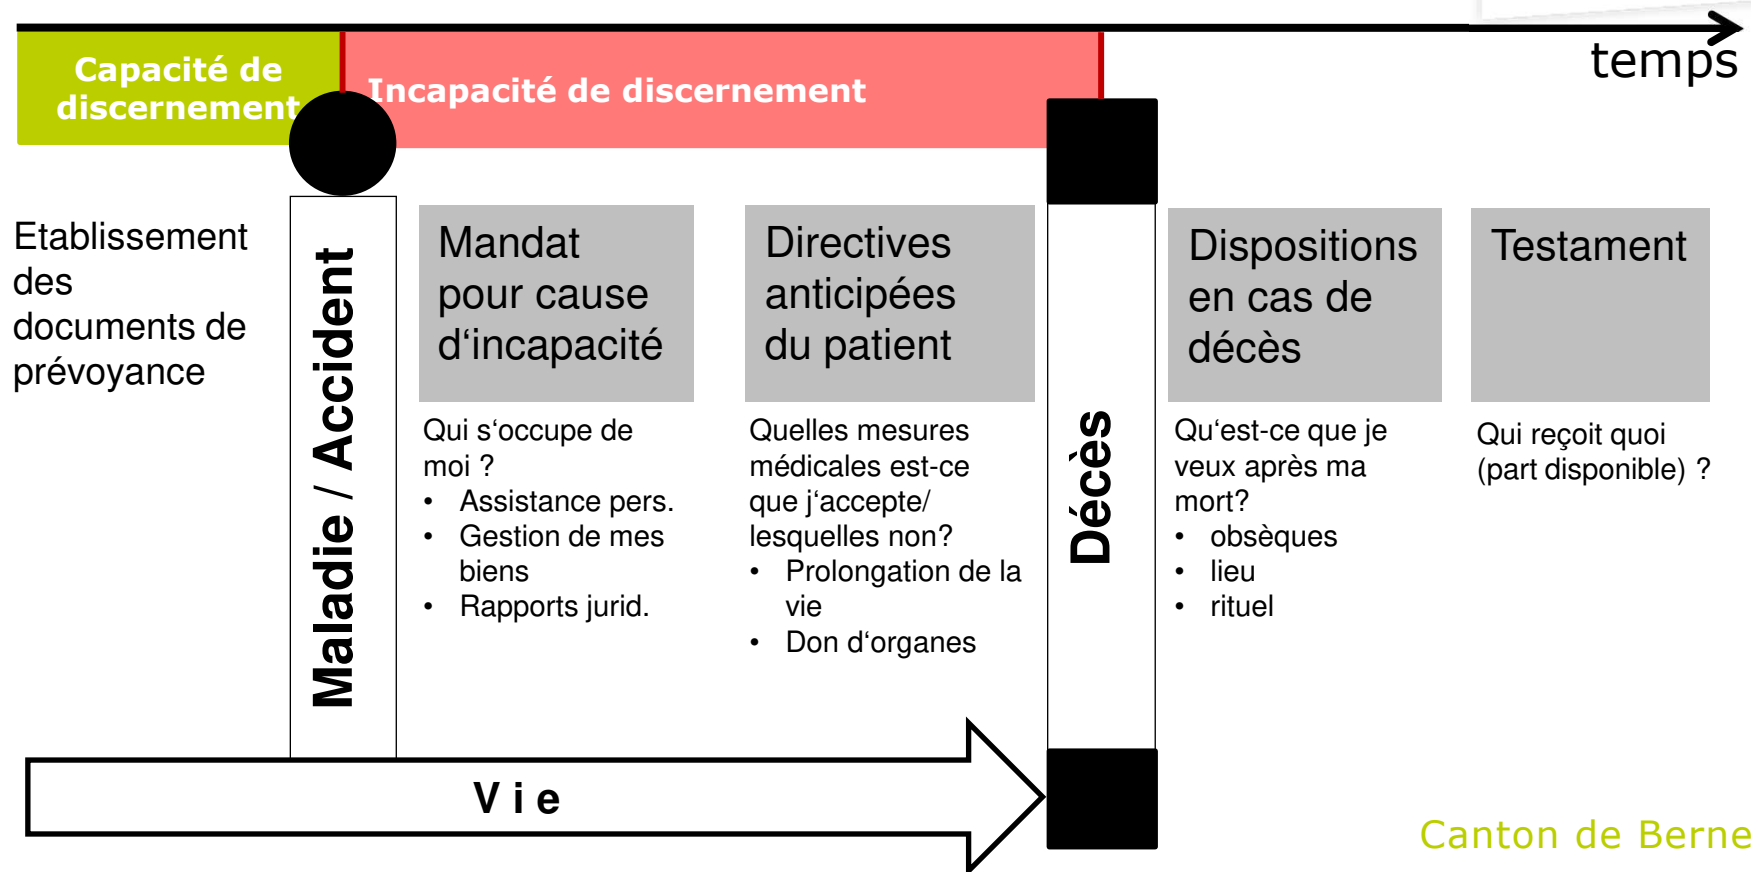 temps
Capacité de
discernement
Incapacité de discernement
Etablissement
des
documents de
prévoyance
Maladie / Accident
Mandat
pour cause
d‘incapacité
Qui s‘occupe de
moi ?
• Assistance pers.
• Gestion de mes
biens
• Rapports jurid.
Directives
anticipées
du patient
Quelles mesures
médicales est-ce
que j‘accepte/
lesquelles non?
• Prolongation de la
vie
• Don d‘organes
Décès
Dispositions
en cas de
décès
Qu‘est-ce que je
veux après ma
mort?
• obsèques
• lieu
• rituel
Testament
Qui reçoit quoi
(part disponible) ?
V i e
Canton de Berne